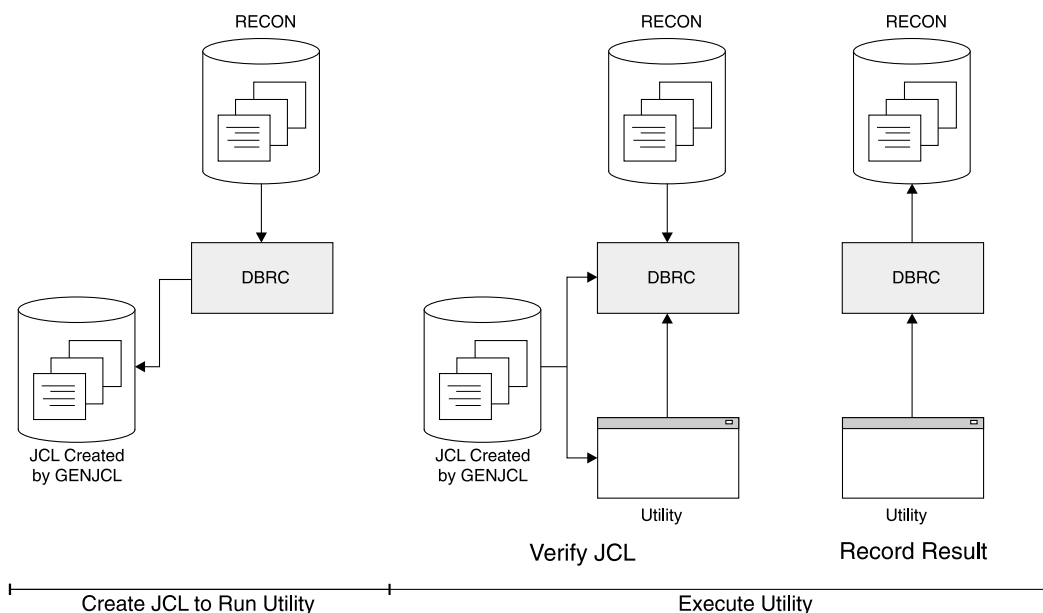 RECON
DBRC
JCL Created
by GENJCL
Create JCL to Run Utility
RECON
DBRC
JCL Created
by GENJCL
Utility
Verify JCL
RECON
DBRC
Utility
Record Result
Execute Utility